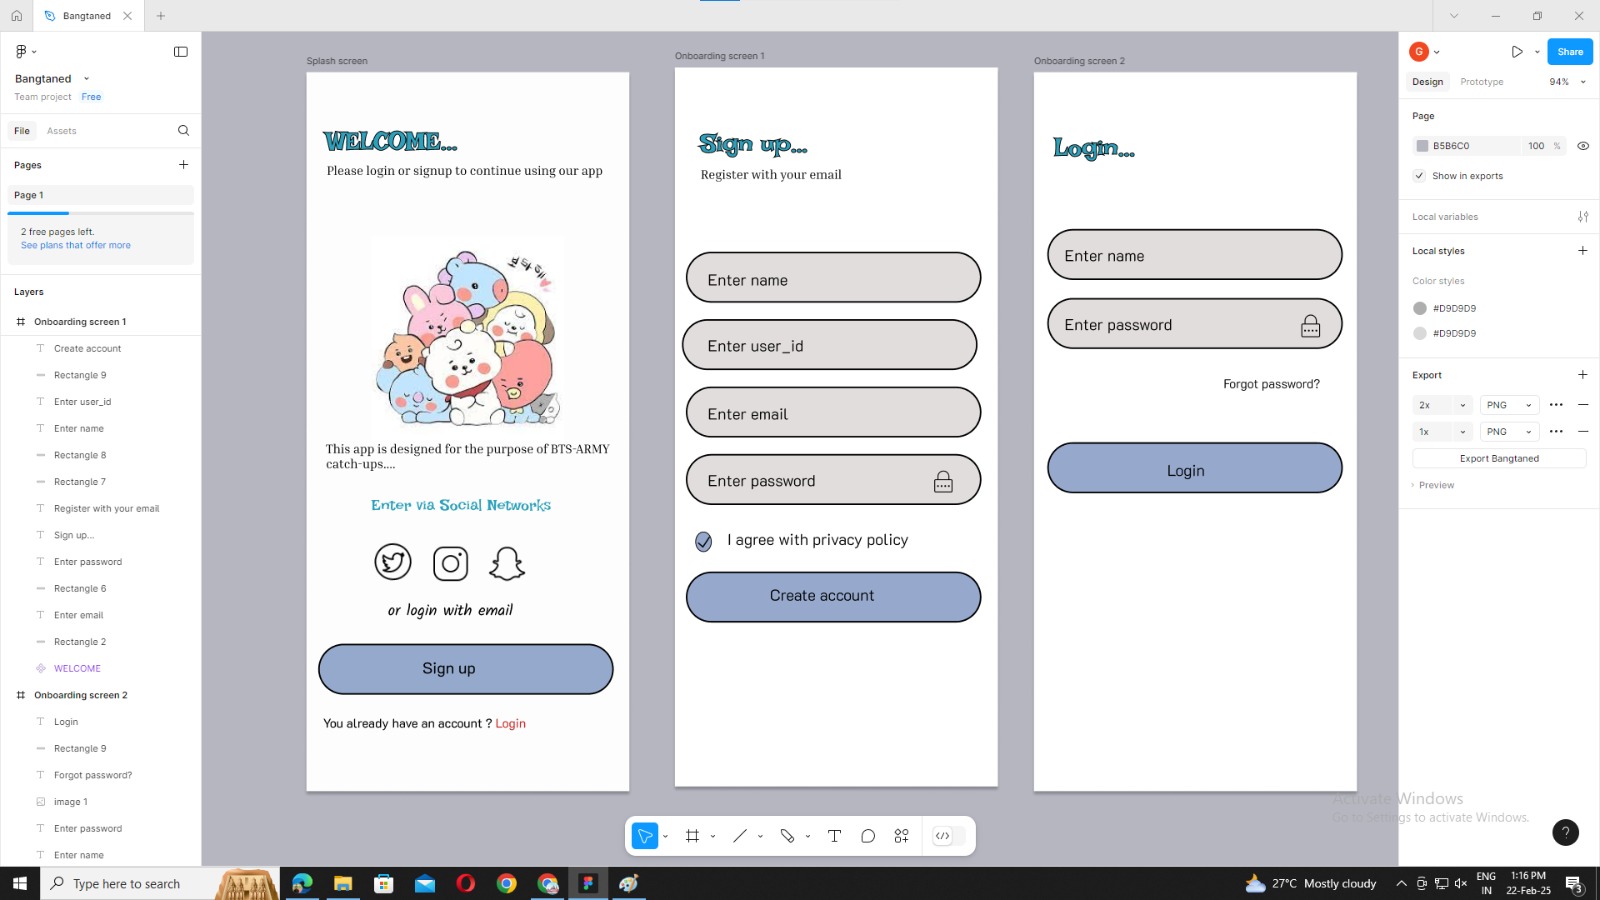 Bangtaned
Bangtaned
Team project Free
File Assets
Pages
Page 1
2 free pages left.
See plans that offer more
Layers
Onboarding screen 1
Create account
Rectangle 9
Enter user_id
Enter name
Rectangle 8
Rectangle 7
Register with your email
Sign up...
Enter password
Rectangle 6
Enter email
Rectangle 2
WELCOME
Onboarding screen 2
Login
Rectangle 9
Forgot password?
image 1
Enter password
Enter name
Splash screen
WELCOME...
Please login or signup to continue using our app
This app is designed for the purpose of BTS-ARMY
catch-ups....
Enter via Social Networks
or login with email
Sign up
You already have an account ? Login
Onboarding screen 1
Sign up...
Register with your email
Enter name
Enter user_id
Enter email
Enter password
I agree with privacy policy
Create account
Onboarding screen 2
Login...
Enter name
Enter password
Forgot password?
Login
G
Share
Design Prototype 94%
Page
B5B6C0 100 %
Show in exports
Local variables
Local styles
Color styles
#D9D9D9
#D9D9D9
Export
2x PNG
1x PNG
Export Bangtaned
Preview
Activate Windows
Go to Settings to activate Windows.
?
Type here to search
27°C Mostly cloudy
ENG
IN
1:16 PM
22-Feb-25
3